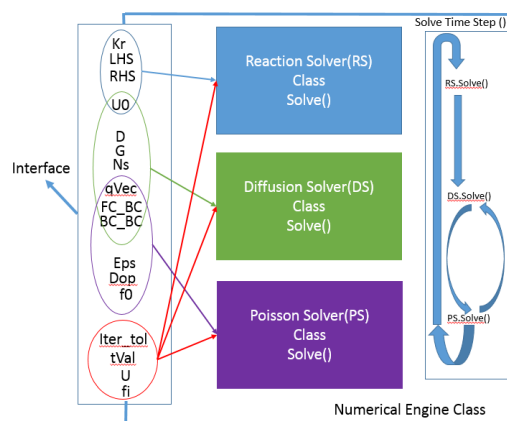 Solve Time Step ()
Kr
LHS
RHS
U0
D
G
Ns
qVec
FC_BC
BC_BC
Eps
Dop
f0
Iter_tol
tVal
U
fi
Interface
Reaction Solver(RS)
Class
Solve()
Diffusion Solver(DS)
Class
Solve()
Poisson Solver(PS)
Class
Solve()
RS.Solve()
DS.Solve()
PS.Solve()
Numerical Engine Class